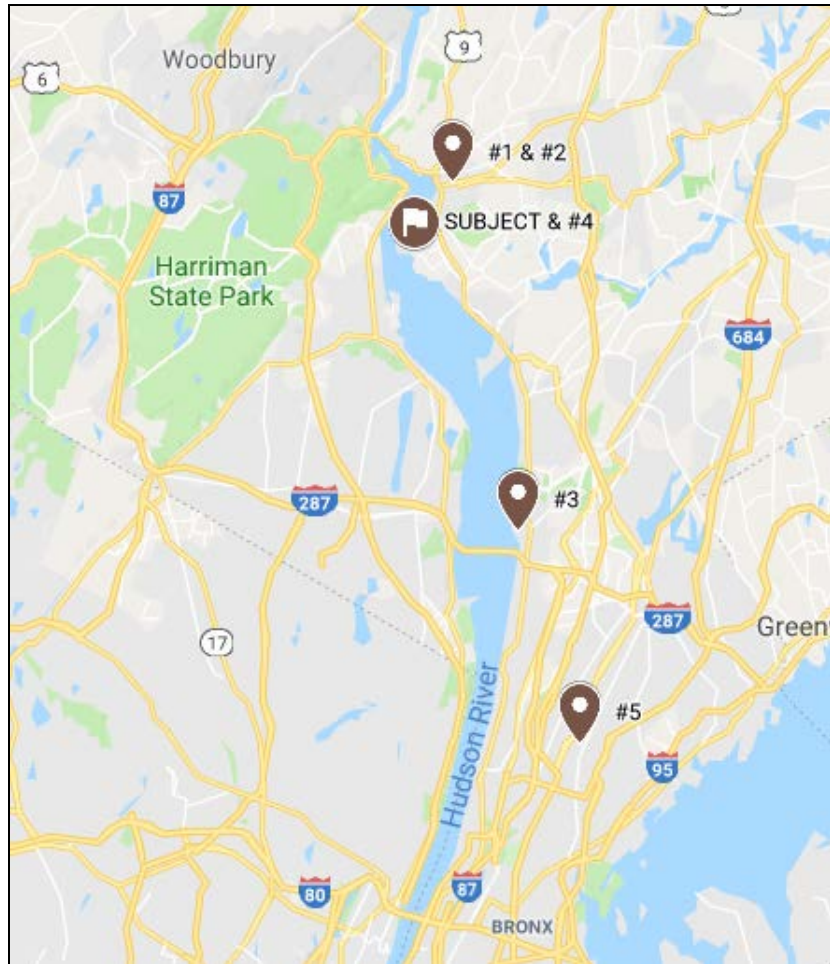 Woodbury
9
6
#1 & #2
87
SUBJECT & #4
Harriman
State Park
684
#3
287
17
287
Green
Hudson River
#5
95
80
87
BRONX